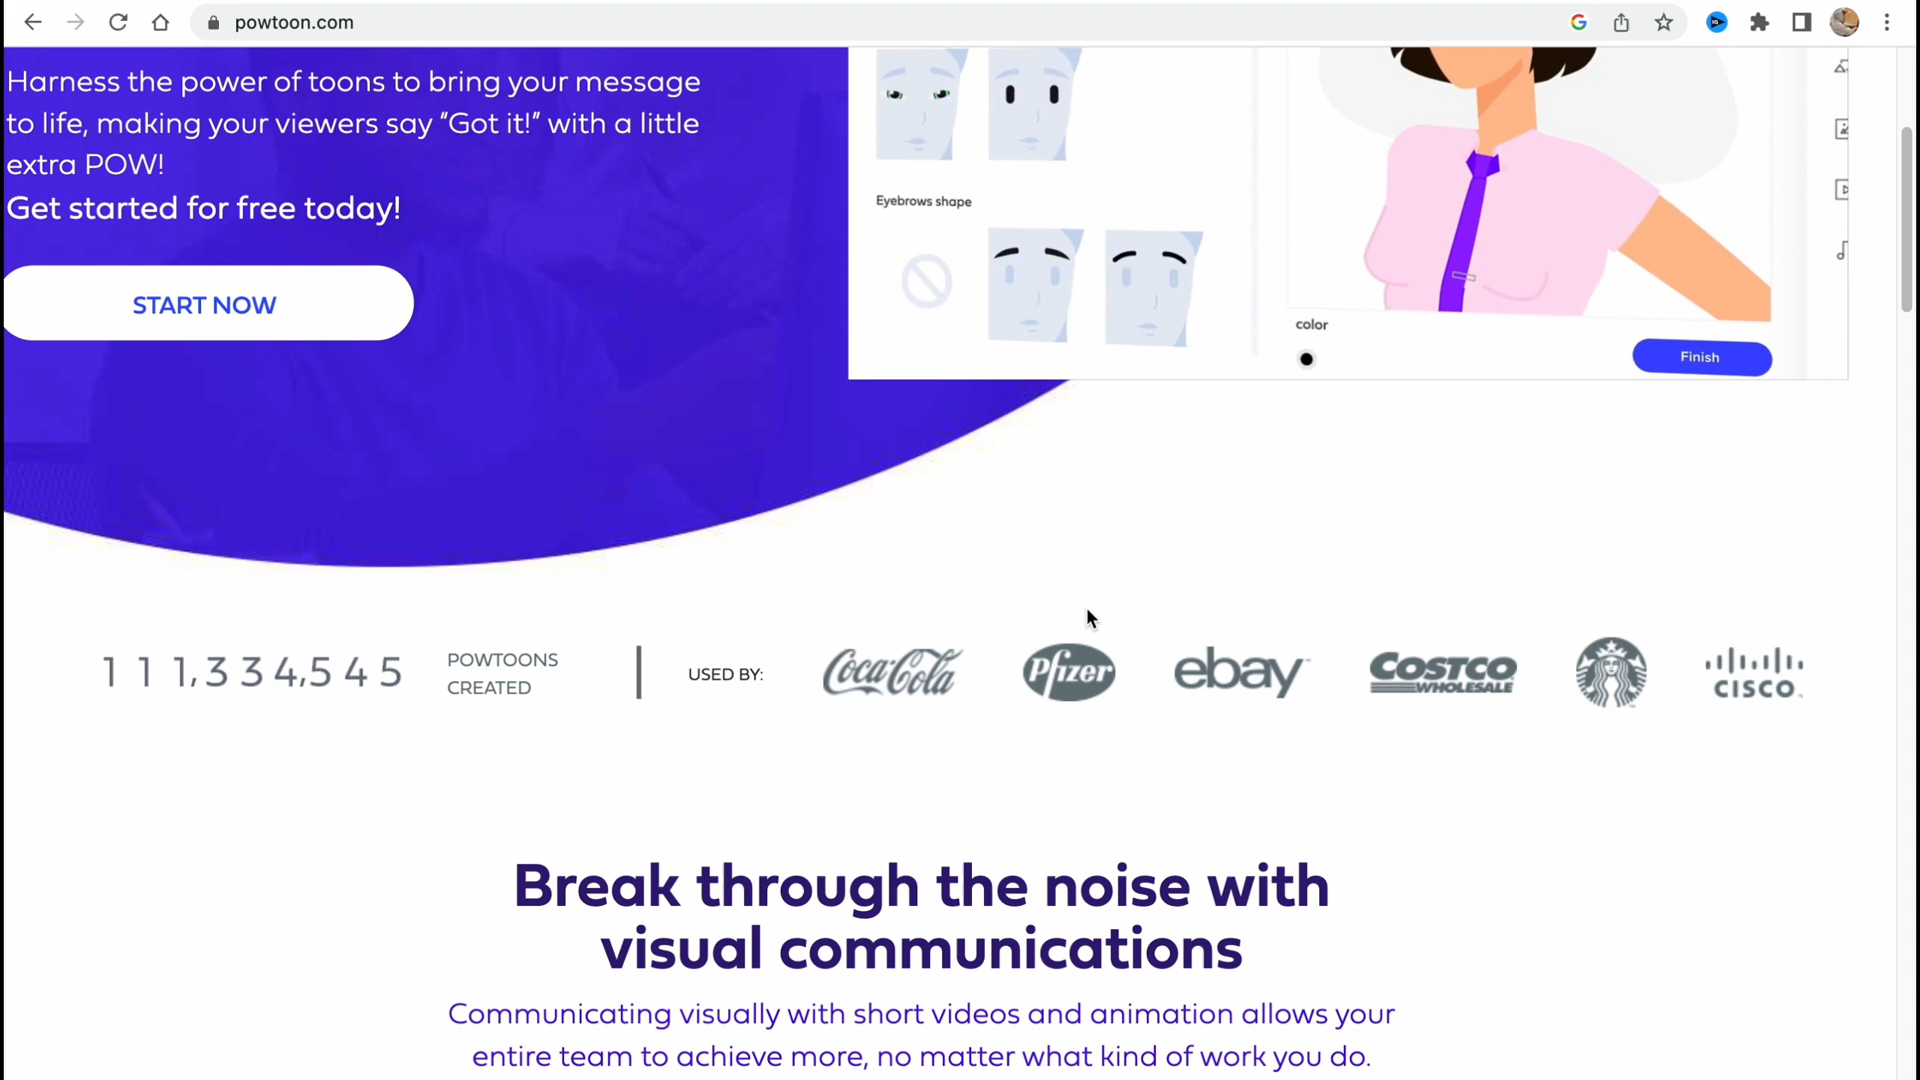 powtoon.com
Harness the power of toons to bring your message
to life, making your viewers say “Got it!” with a little
extra POW!
Get started for free today!
START NOW
Eyebrows shape
color
Finish
111,334,545
POWTOONS
CREATED
USED BY:
Coca-Cola
Pfizer
ebay
COSTCO
WHOLESALE
CISCO
Break through the noise with
visual communications
Communicating visually with short videos and animation allows your
entire team to achieve more, no matter what kind of work you do.